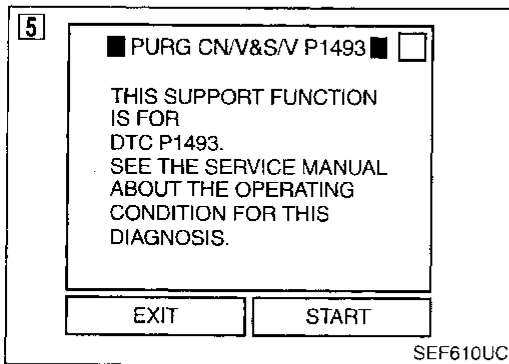 5
PURG CN/V&S/V P1493
THIS SUPPORT FUNCTION
IS FOR
DTC P1493.
SEE THE SERVICE MANUAL
ABOUT THE OPERATING
CONDITION FOR THIS
DIAGNOSIS.
EXIT START
SEF610UC